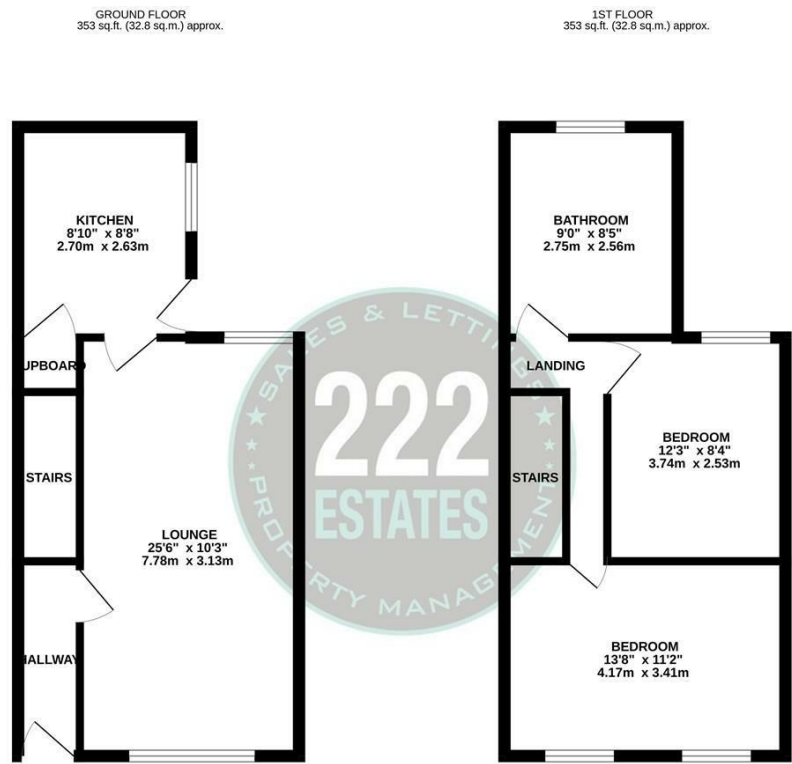 GROUND FLOOR
353 sq.ft. (32.8 sq.m.) approx.
1ST FLOOR
353 sq.ft. (32.8 sq.m.) approx.
KITCHEN
8'10" x 8'8"
2.70m x 2.63m
BATHROOM
9'0" x 8'5"
2.75m x 2.56m
SALES & LETTINGS
UPBOARD
LANDING
222
ESTATES
BEDROOM
12'3" x 8'4"
3.74m x 2.53m
STAIRS
STAIRS
LOUNGE
25'6" x 10'3"
7.78m x 3.13m
PROPERTY MANAGEMENT
HALLWAY
BEDROOM
13'8" x 11'2"
4.17m x 3.41m